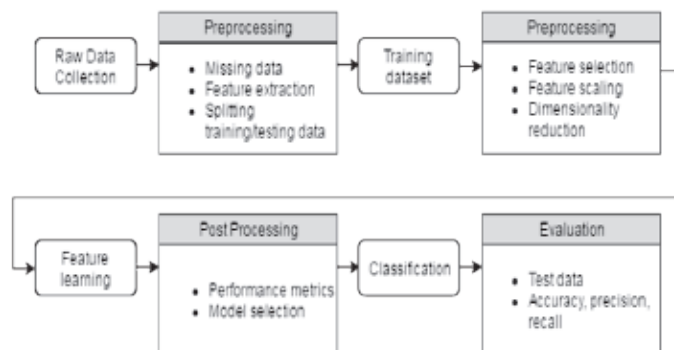 Raw Data
Collection
Preprocessing
• Missing data
• Feature extraction
• Splitting
training/testing data
Training
dataset
Preprocessing
• Feature selection
• Feature scaling
• Dimensionality
reduction
Feature
learning
Post Processing
• Performance metrics
• Model selection
Classification
Evaluation
• Test data
• Accuracy, precision,
recall